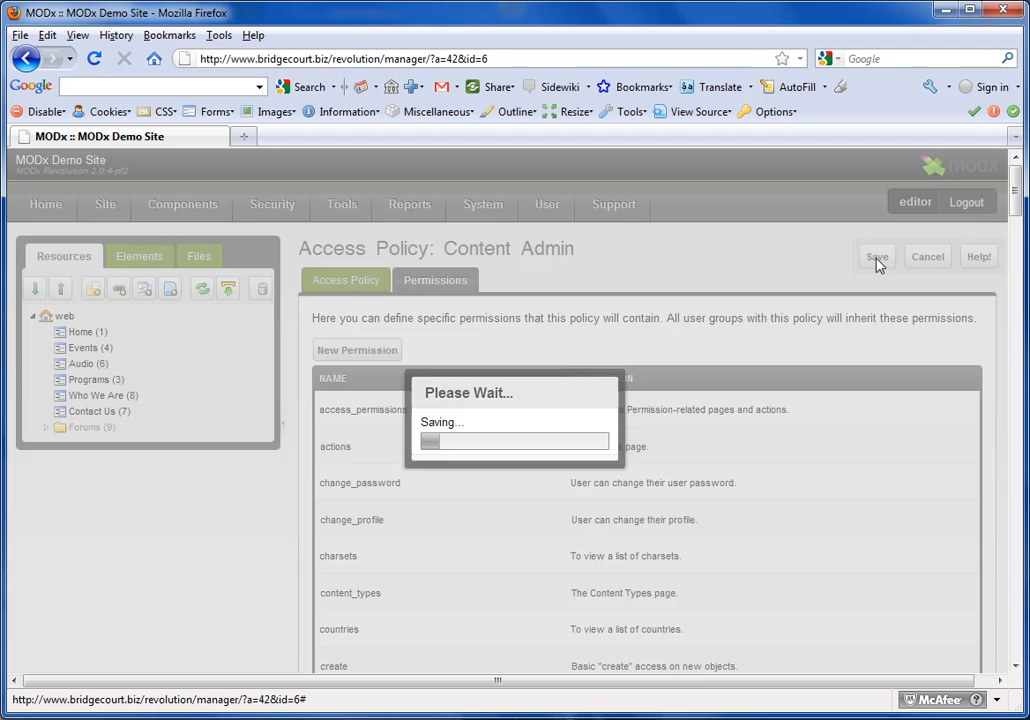 MODx :: MODx Demo Site - Mozilla Firefox
File Edit View History Bookmarks Tools Help
http://www.bridgecourt.biz/revolution/manager/?a=42&id=6
Google
Google Search Share Sidewiki Bookmarks Translate AutoFill Sign in
Disable Cookies CSS Forms Images Information Miscellaneous Outline Resize Tools View Source Options
MODx :: MODx Demo Site
MODx Demo Site
MODx Revolution 2.0.4-pl2
modx
Home Site Components Security Tools Reports System User Support
editor Logout
Resources Elements Files
Access Policy: Content Admin
Save Cancel Help!
Access Policy Permissions
web
Home (1)
Events (4)
Audio (6)
Programs (3)
Who We Are (8)
Contact Us (7)
Forums (9)
Here you can define specific permissions that this policy will contain. All user groups with this policy will inherit these permissions.
New Permission
NAME
Please Wait...
Saving...
access_permissions Permission-related pages and actions.
actions page.
change_password User can change their user password.
change_profile User can change their profile.
charsets To view a list of charsets.
content_types The Content Types page.
countries To view a list of countries.
create Basic "create" access on new objects.
http://www.bridgecourt.biz/revolution/manager/?a=42&id=6#
McAfee